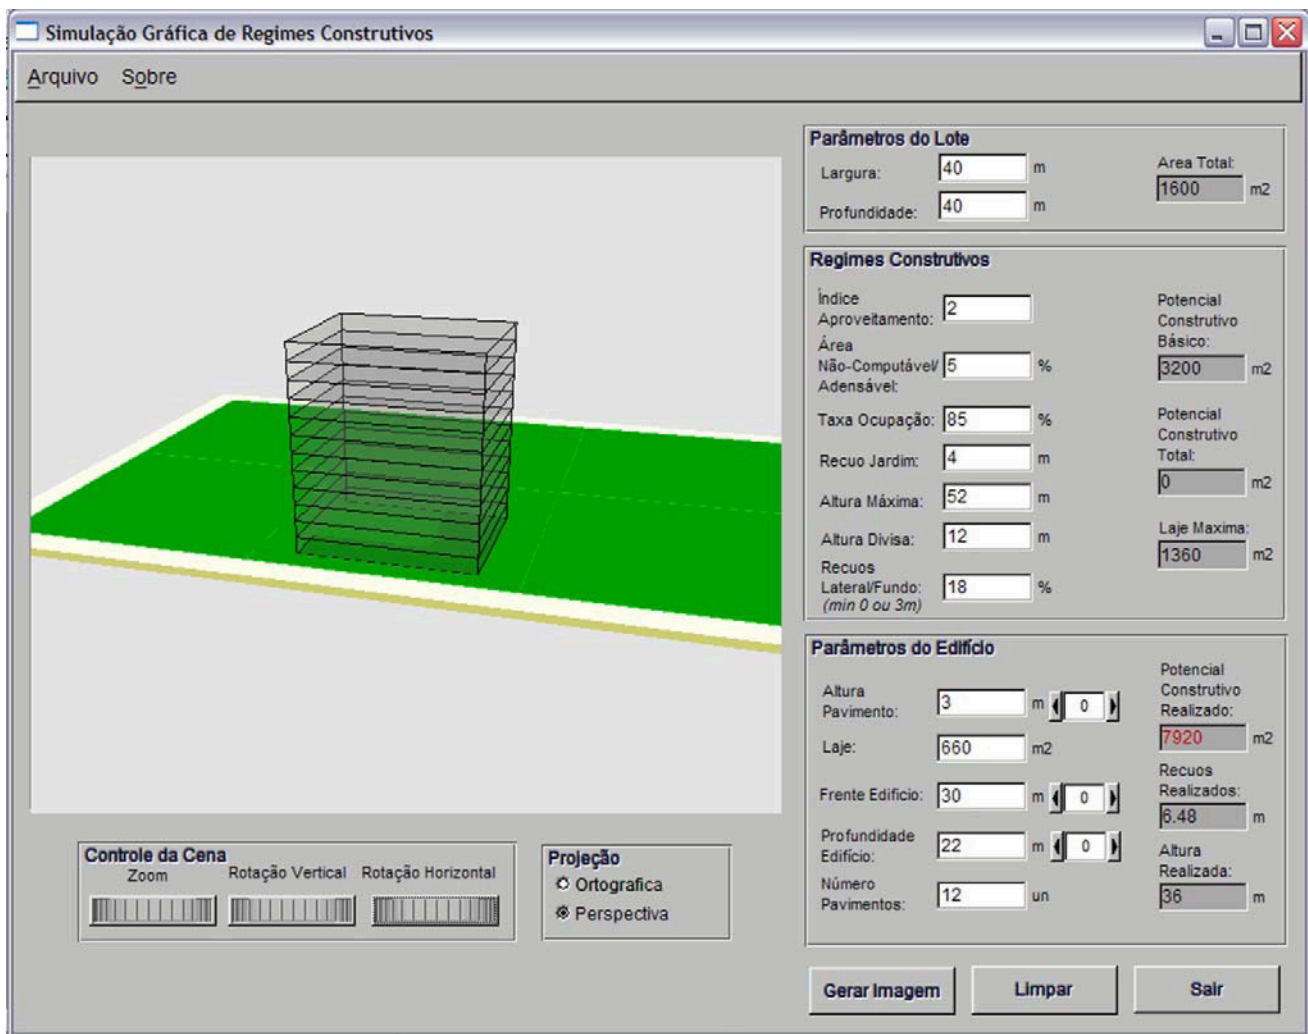 Simulação Gráfica de Regimes Construtivos
Arquivo Sobre
Parâmetros do Lote
Largura: 40 m
Profundidade: 40 m
Area Total:
1600 m2
Regimes Construtivos
Índice
Aproveitamento: 2
Área
Não-Computável/ 5 %
Adensável:
Taxa Ocupação: 85 %
Recuo Jardim: 4 m
Altura Máxima: 52 m
Altura Divisa: 12 m
Recuos
Lateral/Fundo: 18 %
(min 0 ou 3m)
Potencial
Construtivo
Básico:
3200 m2
Potencial
Construtivo
Total:
0 m2
Laje Maxima:
1360 m2
Parâmetros do Edifício
Altura
Pavimento: 3 m 0
Laje: 660 m2
Frente Edificio: 30 m 0
Profundidade
Edifício: 22 m 0
Número
Pavimentos: 12 un
Potencial
Construtivo
Realizado:
7920 m2
Recuos
Realizados:
6.48 m
Altura
Realizada:
36 m
Controle da Cena
Zoom Rotação Vertical Rotação Horizontal
Projeção
Ortografica
Perspectiva
Gerar Imagem Limpar Sair